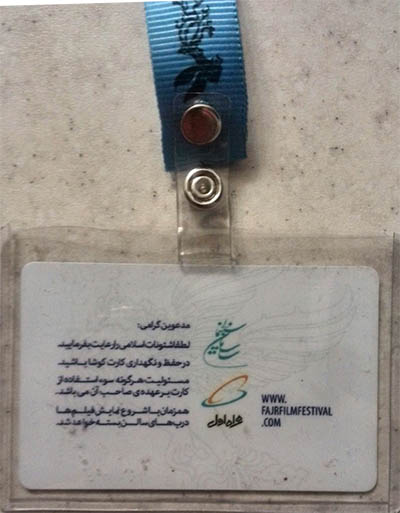 مدعوین گرامی:
لطفا شئونات اسلامی را رعایت بفرمایید.
در حفظ و نگهداری کارت کوشا باشید.
مسئولیت هرگونه سوء استفاده از
کارت بر عهده‌ی صاحب آن می باشد.
همزمان با شروع نمایش فیلم‌ها
درب‌های سالن بسته خواهد شد.
همراه اول
WWW.
FAJRFILMFESTIVAL
.COM